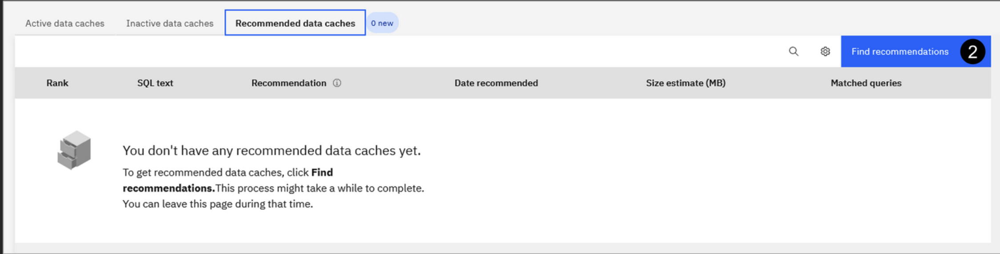 Active data caches Inactive data caches Recommended data caches 0 new
Find recommendations 2
Rank SQL text Recommendation Date recommended Size estimate (MB) Matched queries
You don't have any recommended data caches yet.
To get recommended data caches, click Find
recommendations.This process might take a while to complete.
You can leave this page during that time.